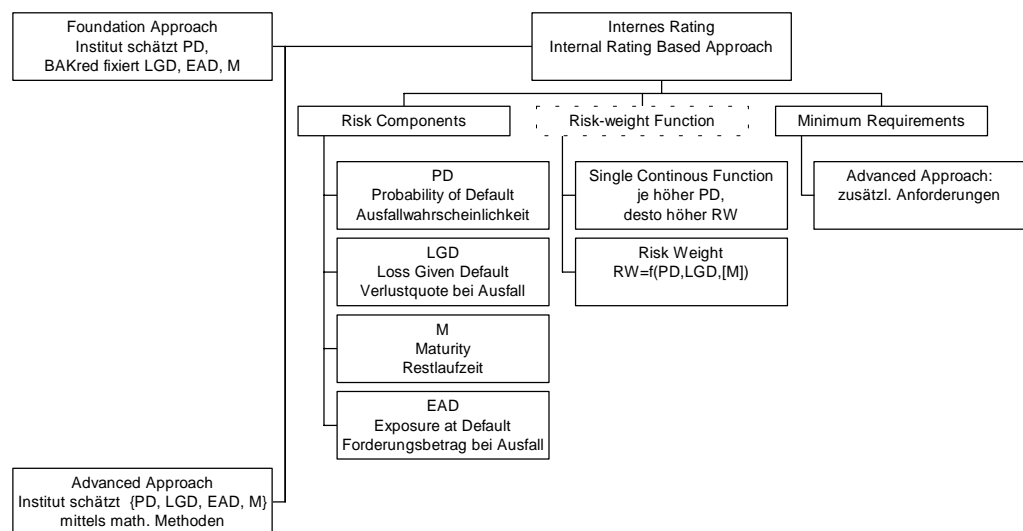 Foundation Approach
Institut schätzt PD,
BAKred fixiert LGD, EAD, M
Internes Rating
Internal Rating Based Approach
Risk Components
Risk-weight Function
Minimum Requirements
PD
Probability of Default
Ausfallwahrscheinlichkeit
LGD
Loss Given Default
Verlustquote bei Ausfall
M
Maturity
Restlaufzeit
EAD
Exposure at Default
Forderungsbetrag bei Ausfall
Single Continous Function
je höher PD,
desto höher RW
Risk Weight
RW=f(PD,LGD,[M])
Advanced Approach:
zusätzl. Anforderungen
Advanced Approach
Institut schätzt {PD, LGD, EAD, M}
mittels math. Methoden